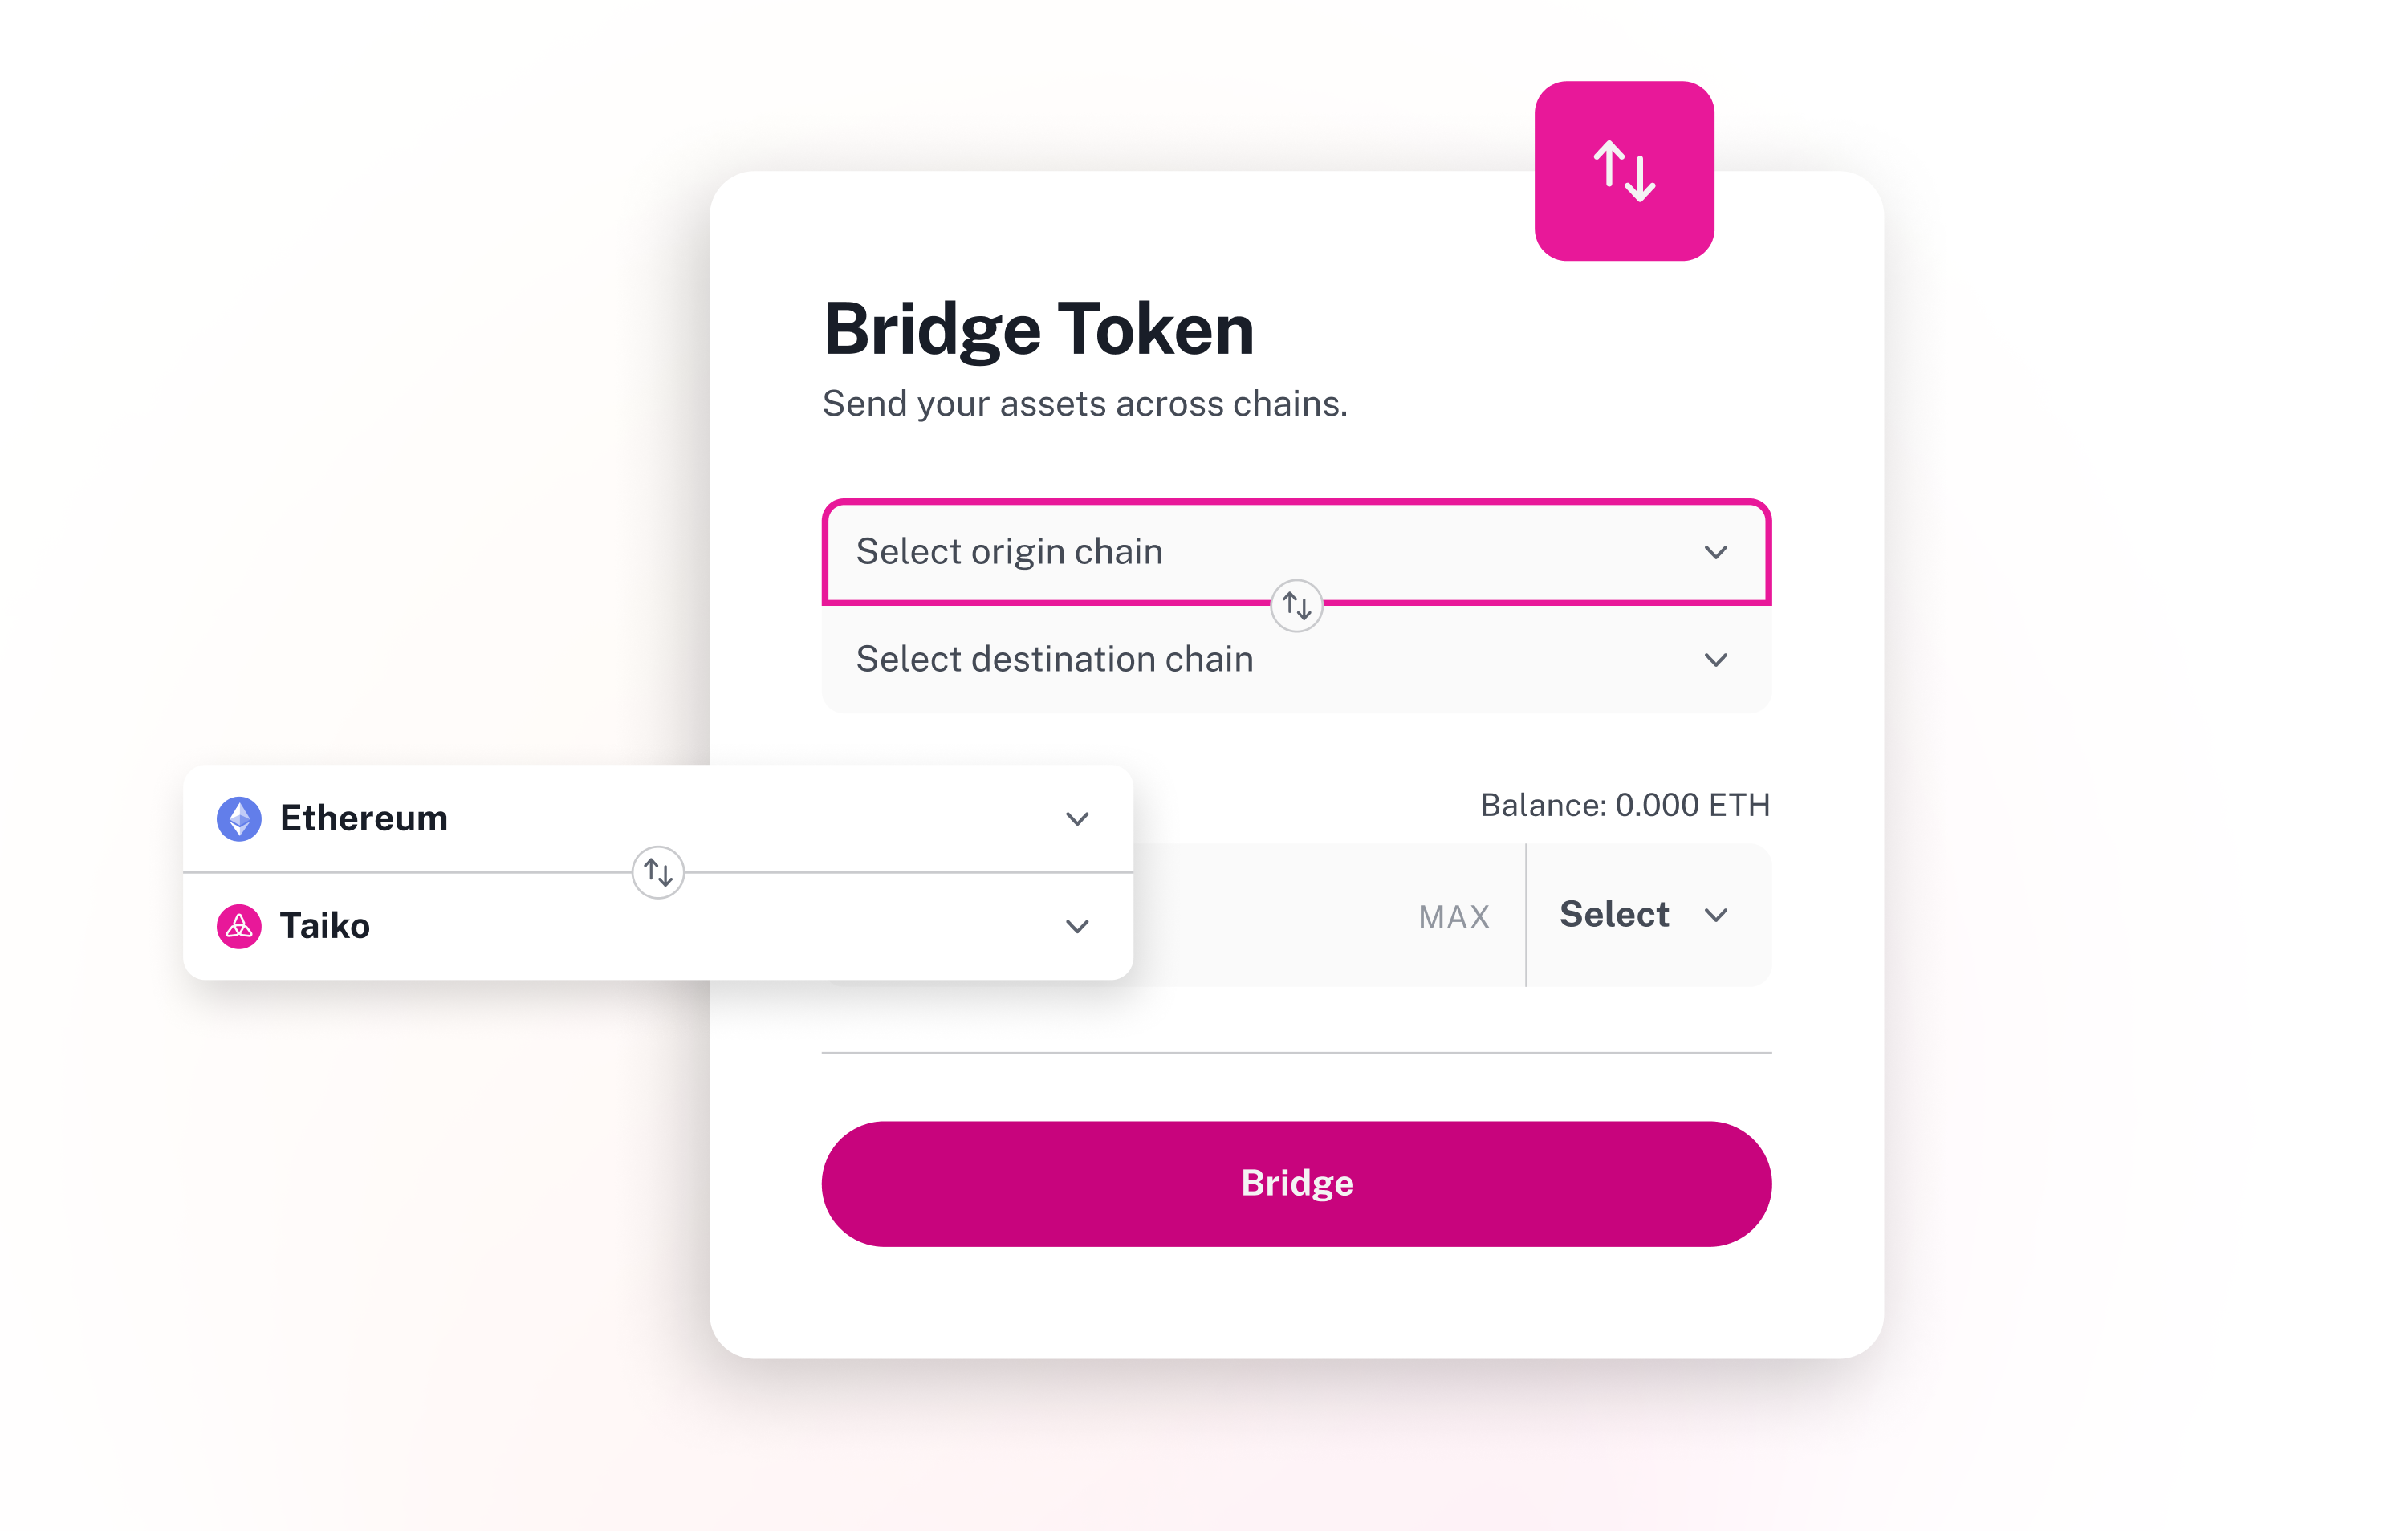 Bridge Token
Send your assets across chains.
Select origin chain
Select destination chain
Balance: 0.000 ETH
Ethereum
Taiko
MAX
Select
Bridge